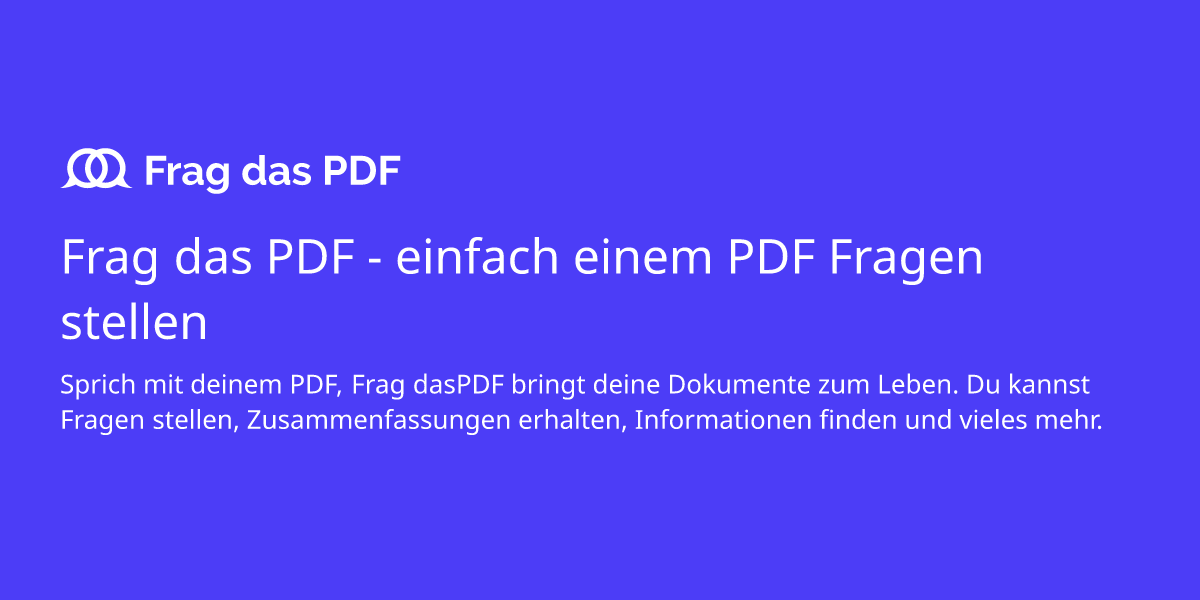 Frag das PDF
Frag das PDF - einfach einem PDF Fragen
stellen
Sprich mit deinem PDF, Frag dasPDF bringt deine Dokumente zum Leben. Du kannst
Fragen stellen, Zusammenfassungen erhalten, Informationen finden und vieles mehr.